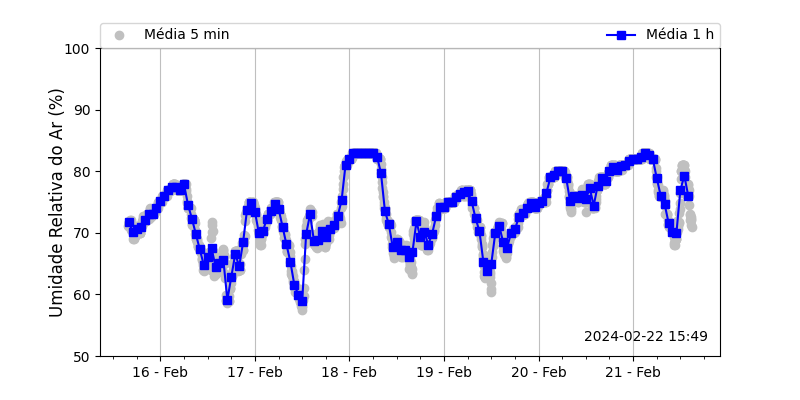 Média 5 min
Média 1 h
Umidade Relativa do Ar (%)
100
90
80
70
60
50
2024-02-22 15:49
16 - Feb
17 - Feb
18 - Feb
19 - Feb
20 - Feb
21 - Feb